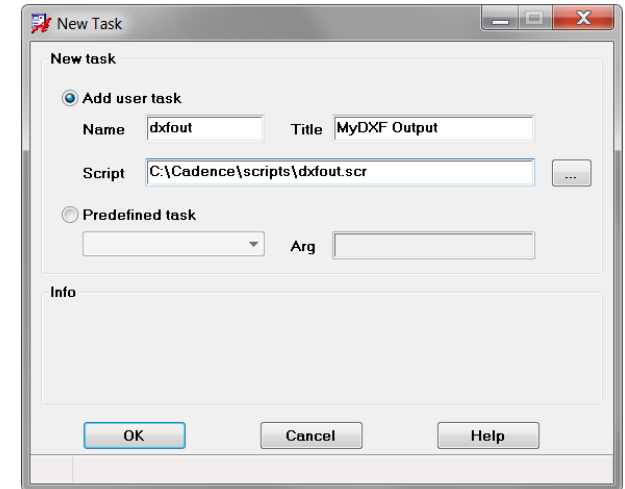 New Task
New task
Add user task
Name dxfout Title MyDXF Output
Script C:\Cadence\scripts\dxfout.scr ...
Predefined task
Arg
Info
OK Cancel Help